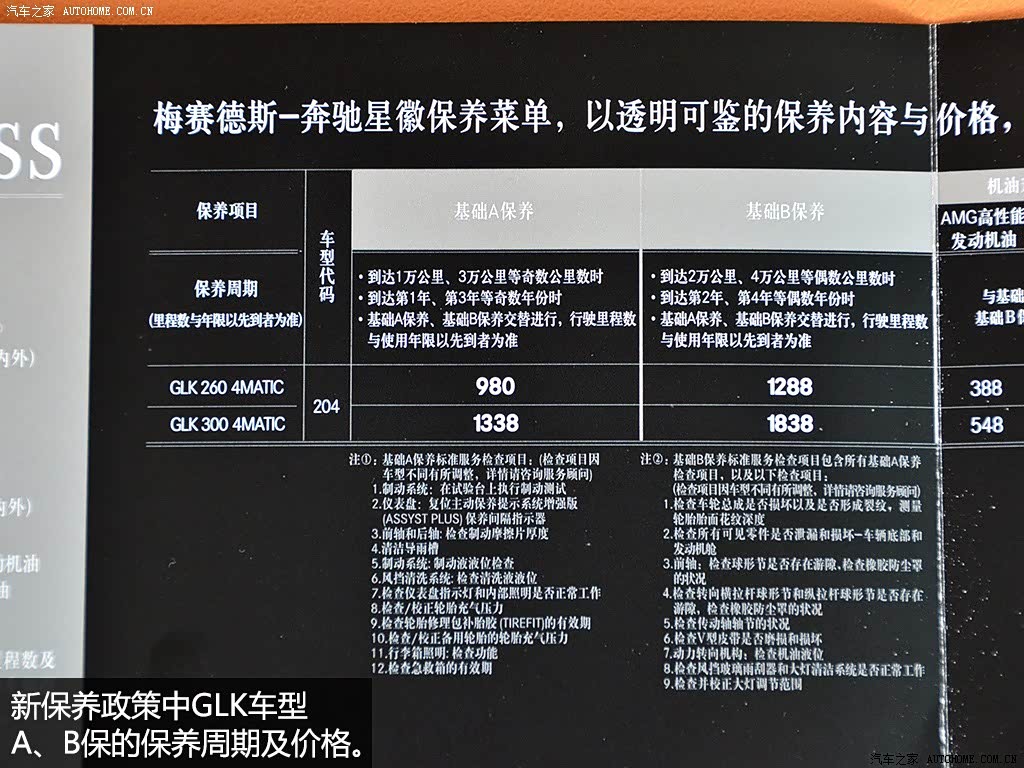 汽车之家 AUTOHOME.COM.CN
SS
梅赛德斯-奔驰星徽保养菜单，以透明可鉴的保养内容与价格，
保养项目
车型代码
基础A保养
基础B保养
机油
AMG高性能
发动机油
保养周期
(里程数与年限以先到者为准)
·到达1万公里、3万公里等奇数公里数时
·到达第1年、第3年等奇数年份时
·基础A保养、基础B保养交替进行，行驶里程数
与使用年限以先到者为准
·到达2万公里、4万公里等偶数公里数时
·到达第2年、第4年等偶数年份时
·基础A保养、基础B保养交替进行，行驶里程数
与使用年限以先到者为准
与基础
基础B保
内外)
GLK 260 4MATIC
204
980
1288
388
GLK 300 4MATIC
1338
1838
548
注①：基础A保养标准服务检查项目：(检查项目因
车型不同有所调整，详情请咨询服务顾问)
1.制动系统：在试验台上执行制动测试
2.仪表盘：复位主动保养提示系统增强版
(ASSYST PLUS) 保养间隔指示器
3.前轴和后轴: 检查制动摩擦片厚度
4.清洁导雨槽
5.制动系统: 制动液液位检查
6.风挡清洗系统: 检查清洗液液位
7.检查仪表盘指示灯和内部照明是否正常工作
8.检查/校正轮胎充气压力
9.检查轮胎修理包补胎胶 (TIREFIT)的有效期
10.检查/校正备用轮胎的轮胎充气压力
11.行李箱照明: 检查功能
12.检查急救箱的有效期
注②：基础B保养标准服务检查项目包含所有基础A保养
检查项目，以及以下检查项目：
(检查项目因车型不同有所调整，详情请咨询服务顾问)
1.检查车轮总成是否损坏以及是否形成裂纹，测量
轮胎胎面花纹深度
2.检查所有可见零件是否泄漏和损坏－车辆底部和
发动机舱
3.前轴：检查球形节是否存在游隙，检查橡胶防尘罩
的状况
4.检查转向横拉杆球形节和纵拉杆球形节是否存在
游隙，检查橡胶防尘罩的状况
5.检查传动轴轴节的状况
6.检查V型皮带是否磨损和损坏
7.动力转向机构：检查机油液位
8.检查风挡玻璃雨刮器和大灯清洁系统是否正常工作
9.检查并校正大灯调节范围
内外)
动机油
油
程数及
新保养政策中GLK车型
A、B保的保养周期及价格。
汽车之家 AUTOHOME.COM.CN